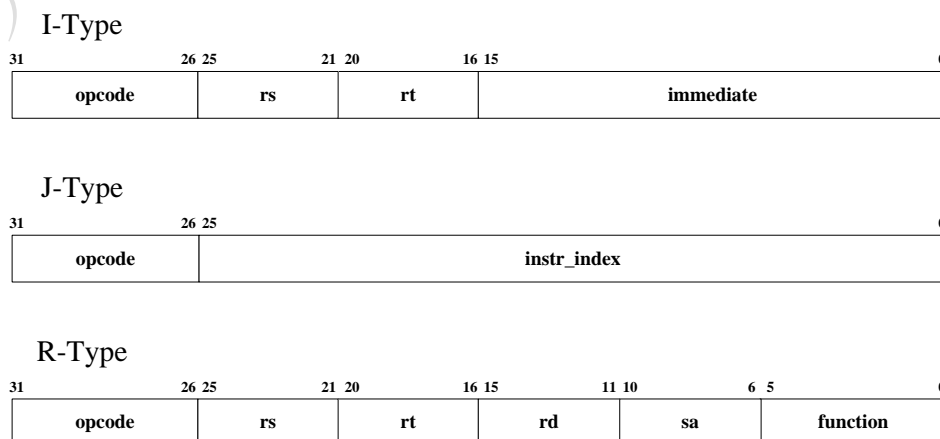 I-Type
31 26 25 21 20 16 15
opcode rs rt immediate
J-Type
31 26 25
opcode instr_index
R-Type
31 26 25 21 20 16 15 11 10 6 5
opcode rs rt rd sa function